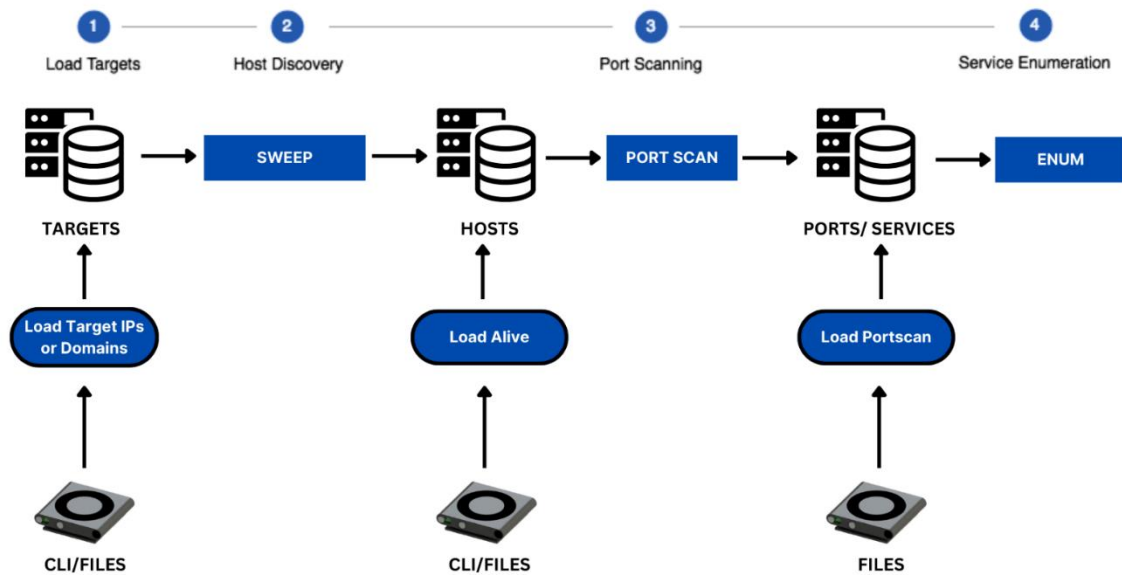 1
2
3
4
Load Targets
Host Discovery
Port Scanning
Service Enumeration
SWEEP
PORT SCAN
ENUM
TARGETS
HOSTS
PORTS/ SERVICES
Load Target IPs
or Domains
Load Alive
Load Portscan
CLI/FILES
CLI/FILES
FILES